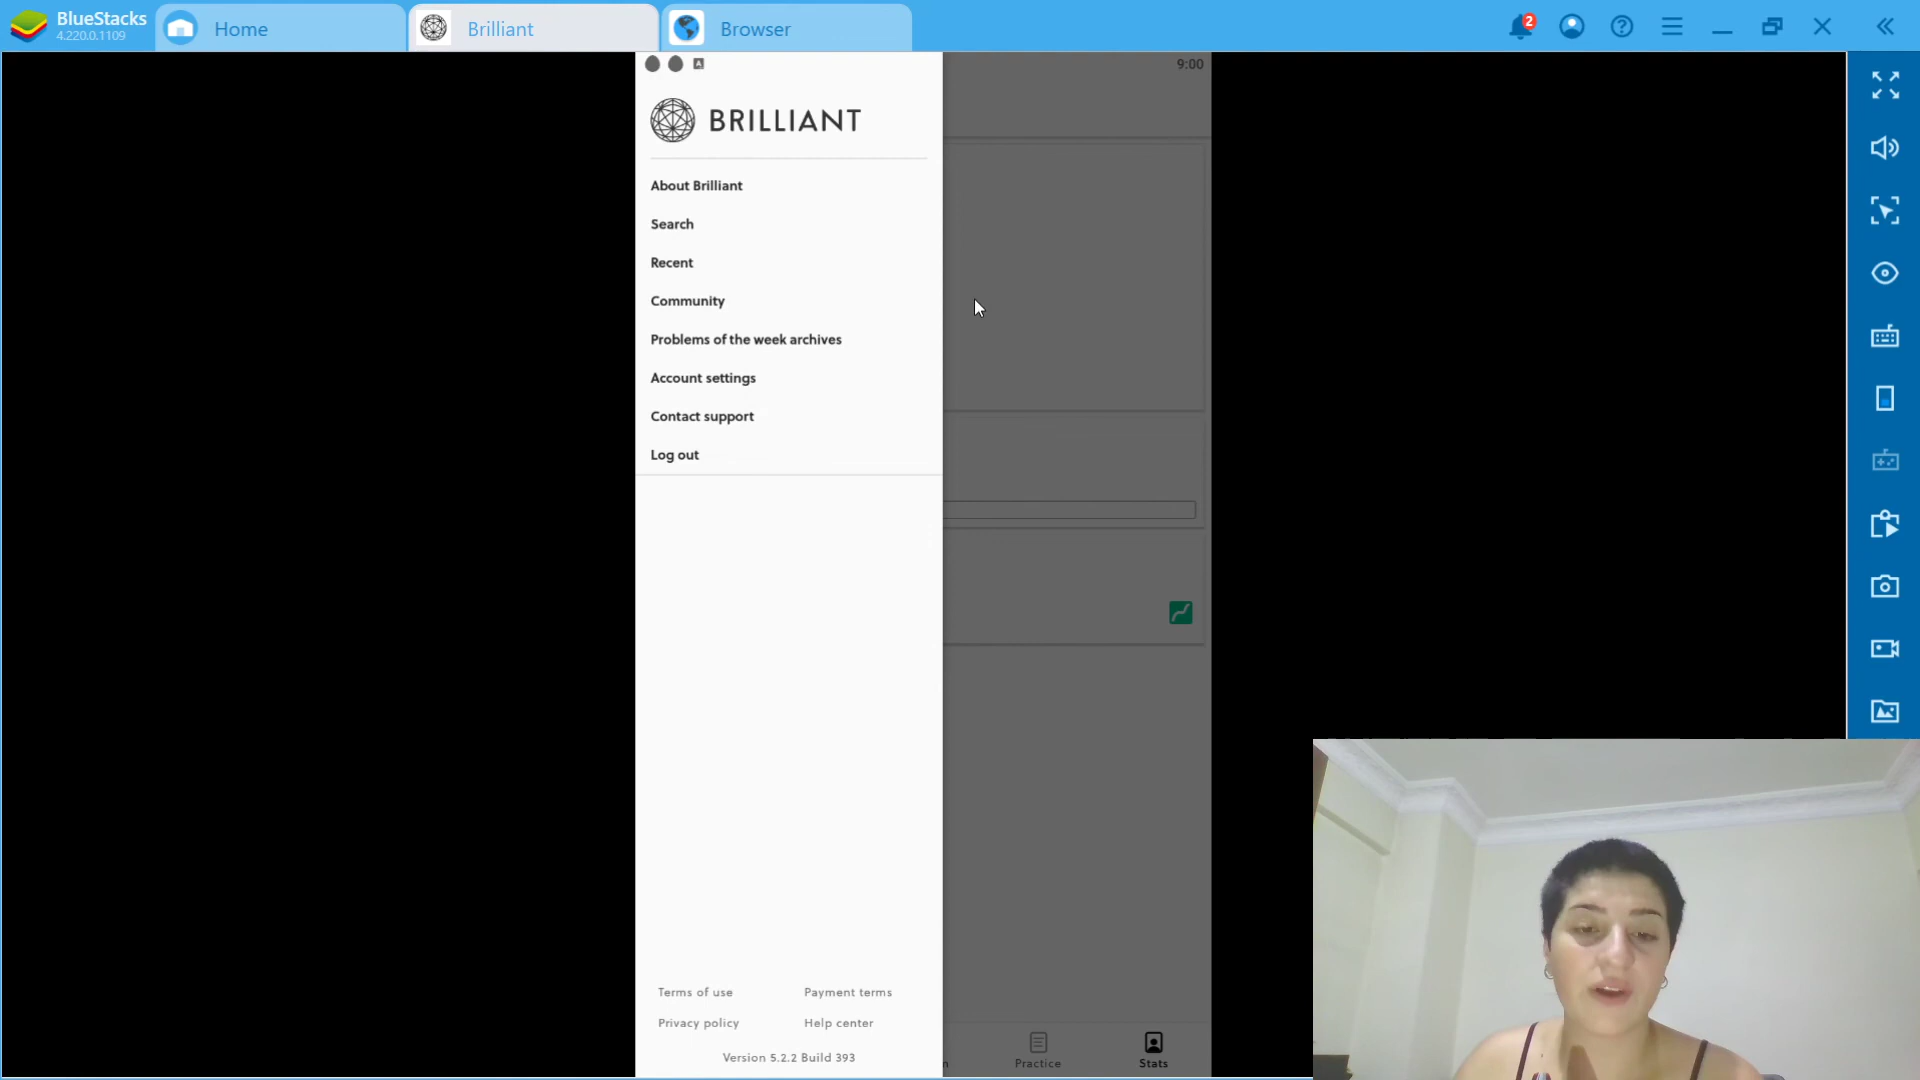 BlueStacks
4.220.0.1109
Home
Brilliant
Browser
2
9:00
BRILLIANT
About Brilliant
Search
Recent
Community
Problems of the week archives
Account settings
Contact support
Log out
Terms of use
Payment terms
Privacy policy
Help center
Version 5.2.2 Build 393
n
Practice
Stats